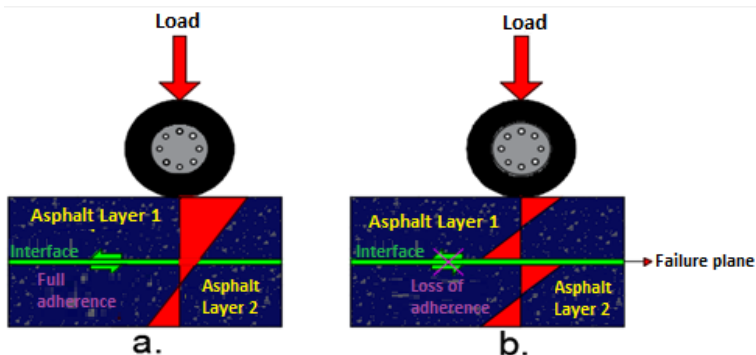 Load
Asphalt Layer 1
Interface
Full
adherence
Asphalt
Layer 2
a.
Load
Asphalt Layer 1
Interface
Failure plane
Loss of
adherence
Asphalt
Layer 2
b.